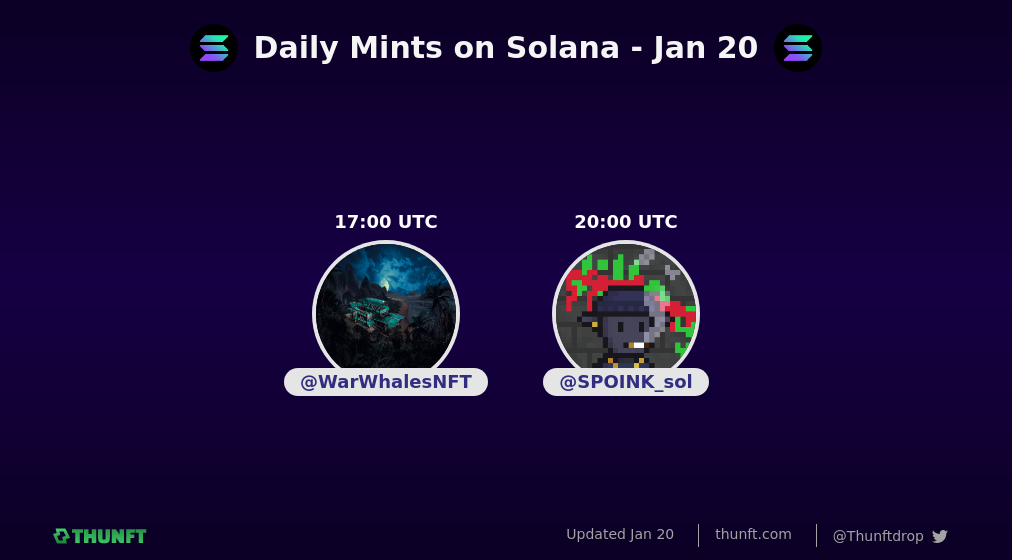 Daily Mints on Solana - Jan 20
17:00 UTC
20:00 UTC
@WarWhalesNFT
@SPOINK_sol
THUNFT
Updated Jan 20
thunft.com
@Thunftdrop